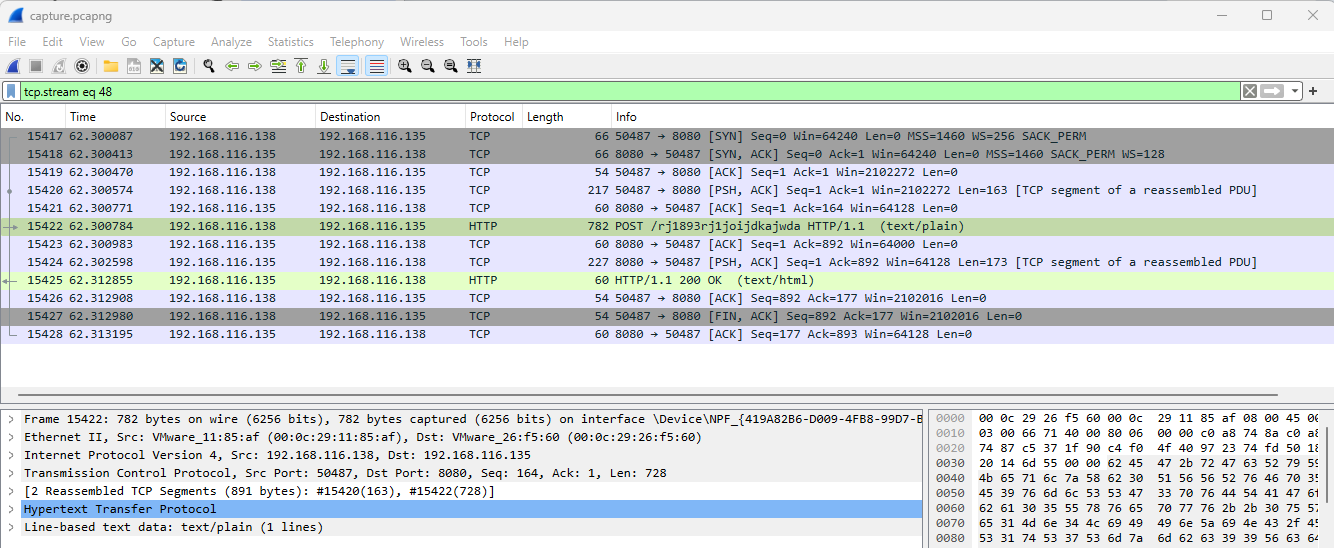 capture.pcapng
File Edit View Go Capture Analyze Statistics Telephony Wireless Tools Help
tcp.stream eq 48
No. Time Source Destination Protocol Length Info
15417 62.300087 192.168.116.138 192.168.116.135 TCP 66 50487 → 8080 [SYN] Seq=0 Win=64240 Len=0 MSS=1460 WS=256 SACK_PERM
15418 62.300413 192.168.116.135 192.168.116.138 TCP 66 8080 → 50487 [SYN, ACK] Seq=0 Ack=1 Win=64240 Len=0 MSS=1460 SACK_PERM WS=128
15419 62.300470 192.168.116.138 192.168.116.135 TCP 54 50487 → 8080 [ACK] Seq=1 Ack=1 Win=2102272 Len=0
15420 62.300574 192.168.116.138 192.168.116.135 TCP 217 50487 → 8080 [PSH, ACK] Seq=1 Ack=1 Win=2102272 Len=163 [TCP segment of a reassembled PDU]
15421 62.300771 192.168.116.135 192.168.116.138 TCP 60 8080 → 50487 [ACK] Seq=1 Ack=164 Win=64128 Len=0
15422 62.300784 192.168.116.138 192.168.116.135 HTTP 782 POST /rj1893rj1joijdkajwda HTTP/1.1 (text/plain)
15423 62.300983 192.168.116.135 192.168.116.138 TCP 60 8080 → 50487 [ACK] Seq=1 Ack=892 Win=64000 Len=0
15424 62.302598 192.168.116.135 192.168.116.138 TCP 227 8080 → 50487 [PSH, ACK] Seq=1 Ack=892 Win=64128 Len=173 [TCP segment of a reassembled PDU]
15425 62.312855 192.168.116.135 192.168.116.138 HTTP 60 HTTP/1.1 200 OK (text/html)
15426 62.312908 192.168.116.138 192.168.116.135 TCP 54 50487 → 8080 [ACK] Seq=892 Ack=177 Win=2102016 Len=0
15427 62.312980 192.168.116.138 192.168.116.135 TCP 54 50487 → 8080 [FIN, ACK] Seq=892 Ack=177 Win=2102016 Len=0
15428 62.313195 192.168.116.135 192.168.116.138 TCP 60 8080 → 50487 [ACK] Seq=177 Ack=893 Win=64128 Len=0
Frame 15422: 782 bytes on wire (6256 bits), 782 bytes captured (6256 bits) on interface \Device\NPF_{419A82B6-D009-4FB8-99D7-
Ethernet II, Src: VMware_11:85:af (00:0c:29:11:85:af), Dst: VMware_26:f5:60 (00:0c:29:26:f5:60)
Internet Protocol Version 4, Src: 192.168.116.138, Dst: 192.168.116.135
Transmission Control Protocol, Src Port: 50487, Dst Port: 8080, Seq: 164, Ack: 1, Len: 728
[2 Reassembled TCP Segments (891 bytes): #15420(163), #15422(728)]
Hypertext Transfer Protocol
Line-based text data: text/plain (1 lines)
0000 00 0c 29 26 f5 60 00 0c 29 11 85 af 08 00 45 00
0010 03 00 66 71 40 00 80 06 00 00 c0 a8 74 8a c0 a8
0020 74 87 c5 37 1f 90 c4 f0 4f 40 97 23 74 fd 50 18
0030 20 14 6d 55 00 00 62 45 47 2b 72 47 63 52 79 59
0040 4b 65 71 6c 7a 58 62 30 51 56 56 52 76 46 70 35
0050 45 39 76 6d 6c 53 53 47 33 70 76 44 54 41 47 61
0060 62 61 30 35 55 78 76 65 70 77 76 2b 2b 30 75 57
0070 65 31 4d 6e 34 4c 69 49 49 6e 5a 69 4e 43 2f 45
0080 53 31 74 53 37 53 6d 7a 6d 62 63 39 39 56 63 64